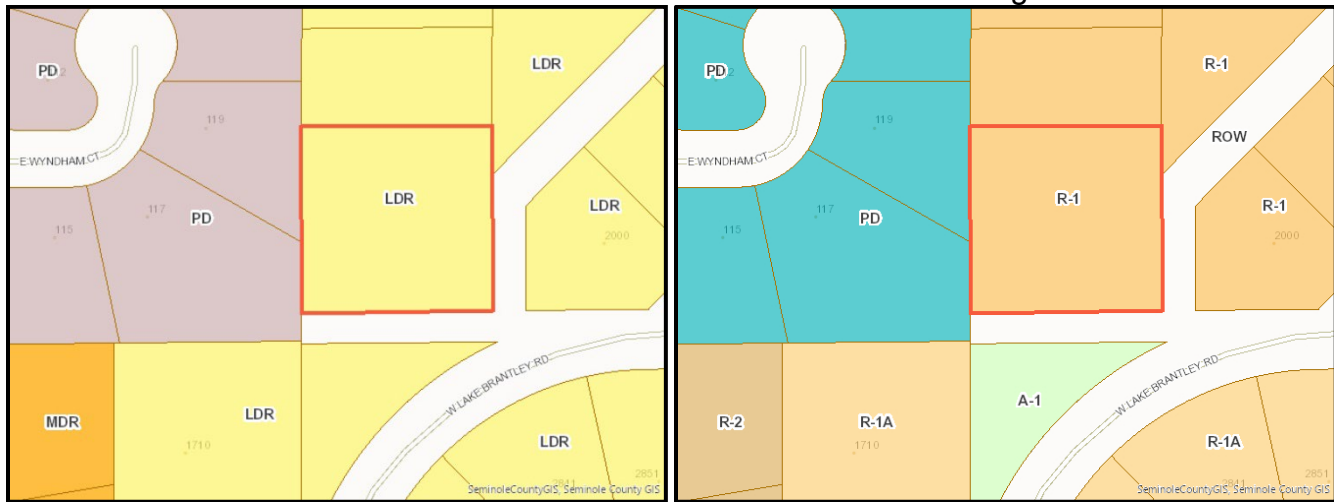 PD
119
E WYNDHAM CT
117
115
PD
LDR
LDR
LDR
2000
MDR
LDR
1710
W LAKE BRANTLEY RD
LDR
2841
2851
SeminoleCountyGIS, Seminole County GIS
PD
119
E WYNDHAM CT
117
115
PD
R-1
ROW
R-1
R-1
2000
R-2
R-1A
1710
A-1
W LAKE BRANTLEY RD
R-1A
2841
2851
SeminoleCountyGIS, Seminole County GIS